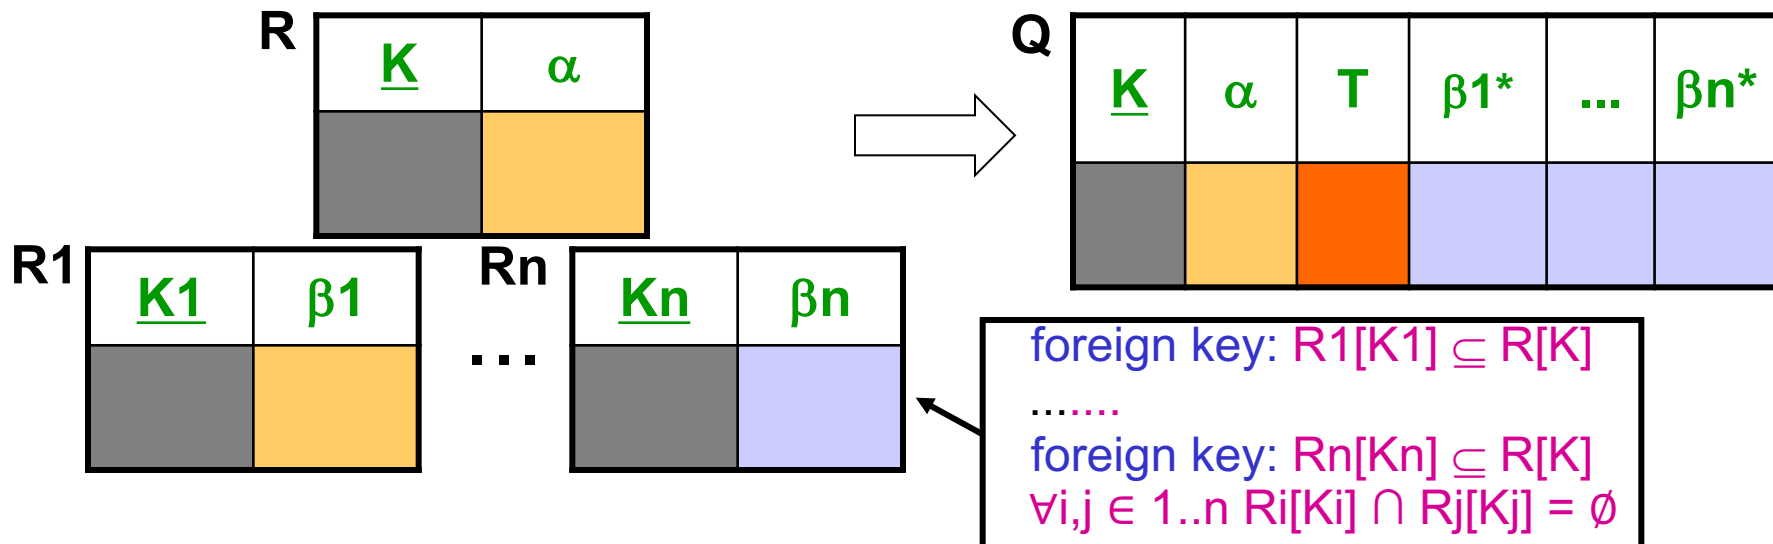 R
K α
R1
K1 β1
...
Rn
Kn βn
Q
K α T β1* ... βn*
foreign key: R1[K1] ⊆ R[K]
........
foreign key: Rn[Kn] ⊆ R[K]
∀i,j ∈ 1..n Ri[Ki] ∩ Rj[Kj] = ∅